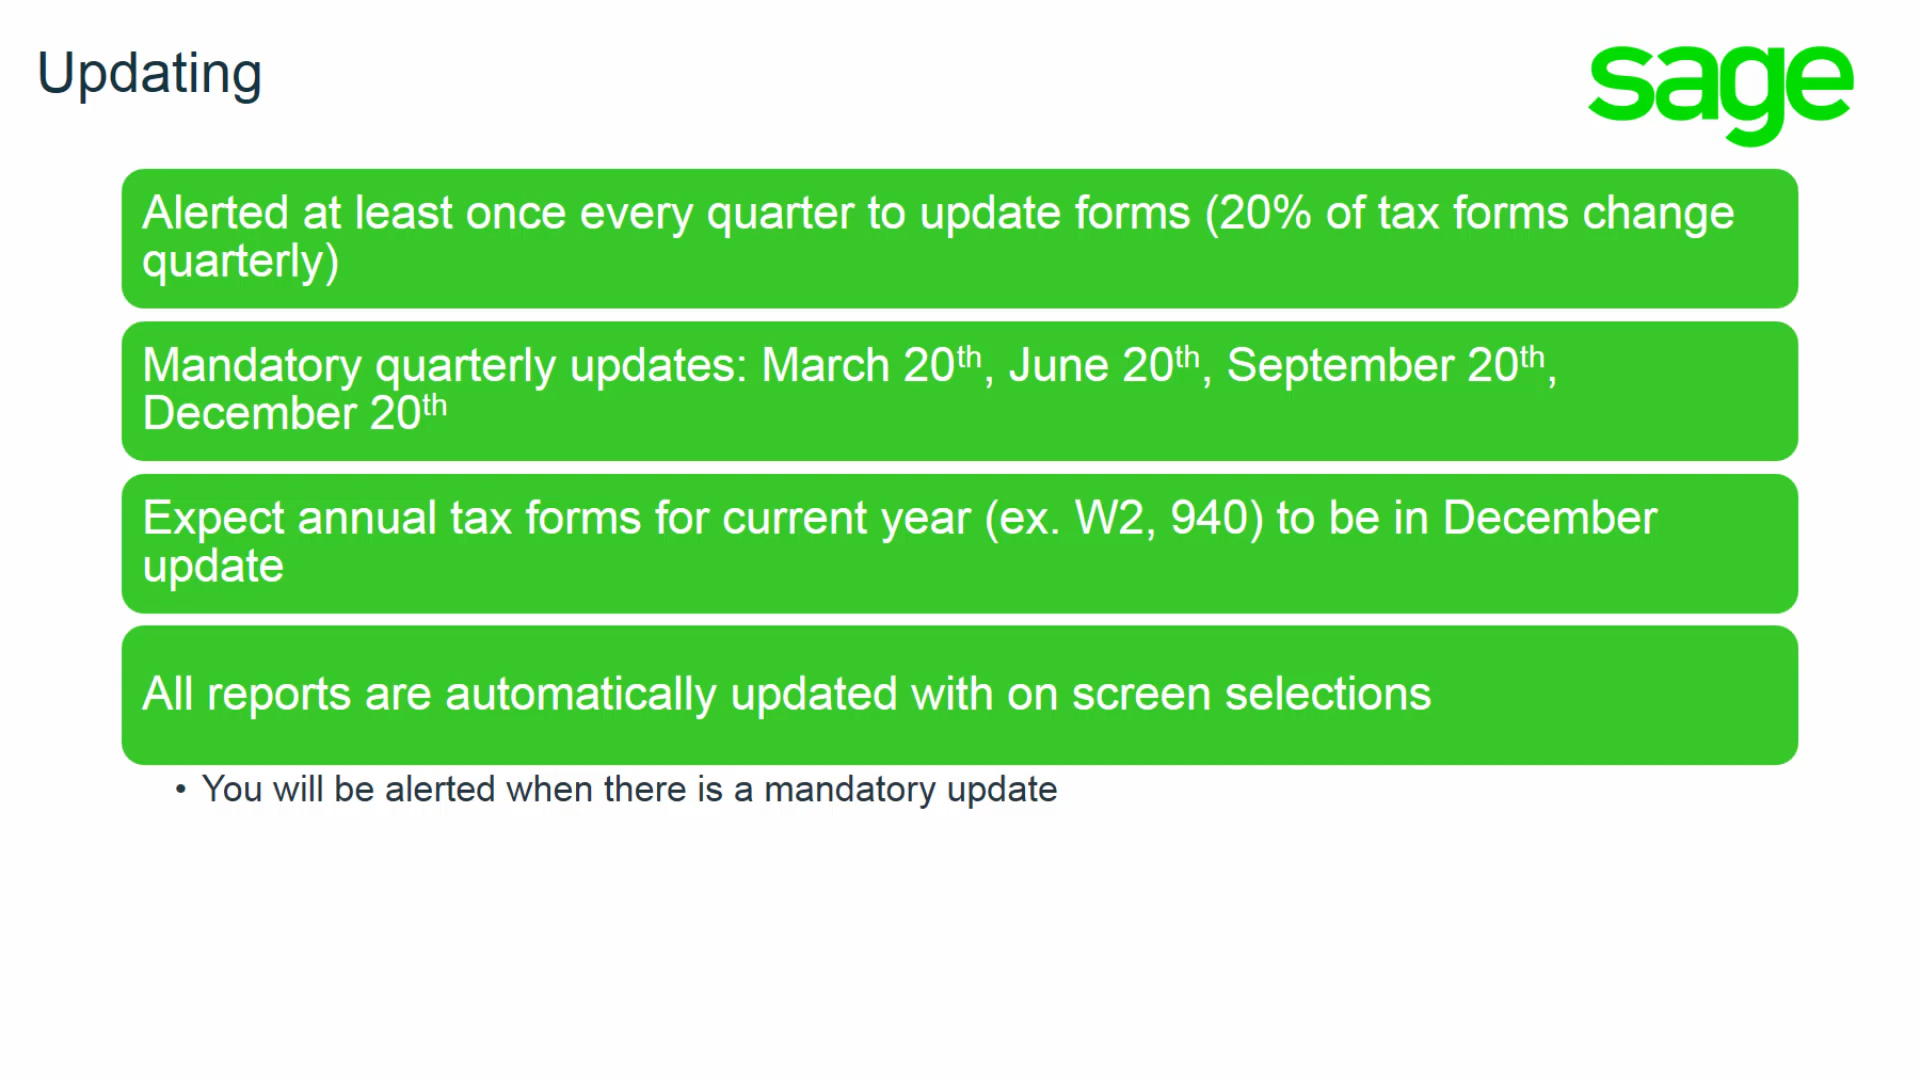 Updating
sage
Alerted at least once every quarter to update forms (20% of tax forms change
quarterly)
Mandatory quarterly updates: March 20th, June 20th, September 20th,
December 20th
Expect annual tax forms for current year (ex. W2, 940) to be in December
update
All reports are automatically updated with on screen selections
• You will be alerted when there is a mandatory update